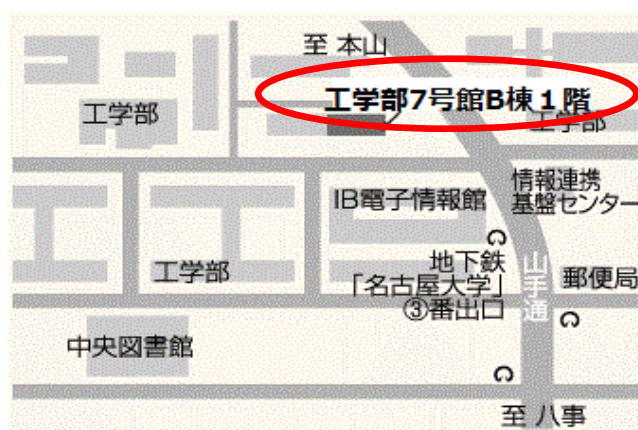 至 本山
工学部7号館B棟１階
工学部
工学部
情報連携
基盤センター
IB電子情報館
地下鉄
「名古屋大学」
③番出口
山手通
郵便局
工学部
中央図書館
至 八事